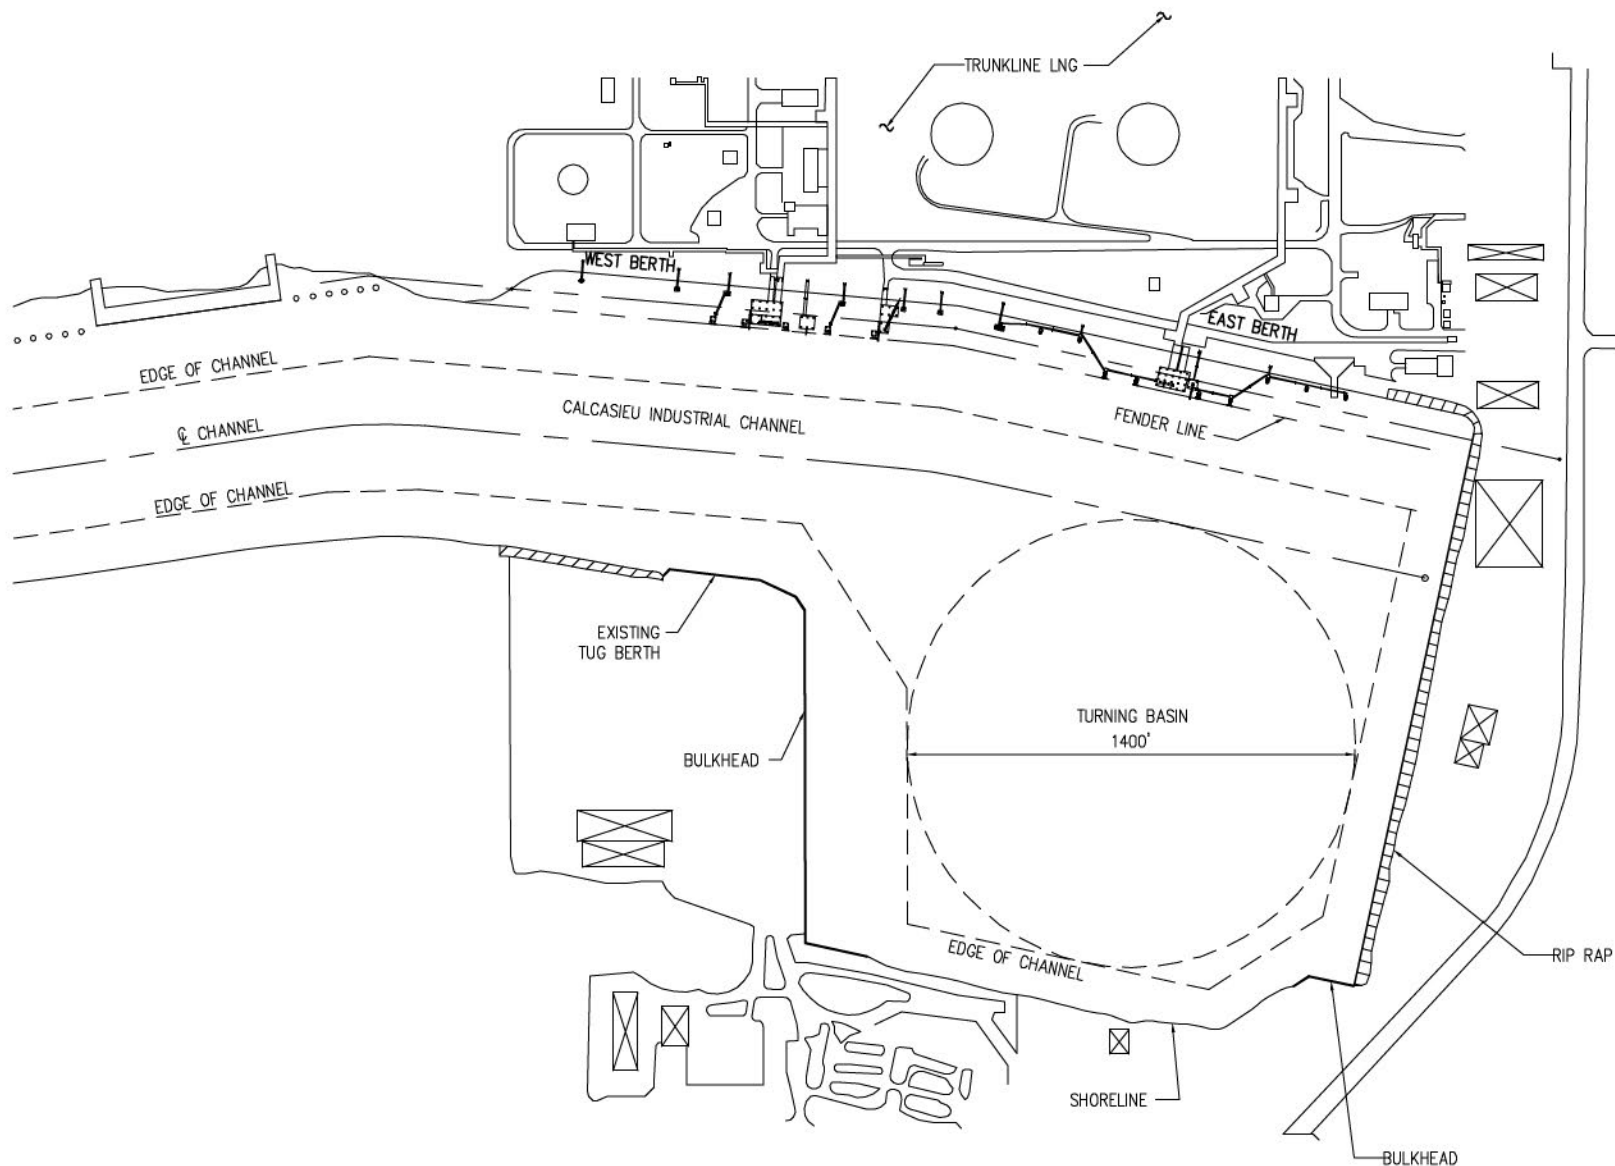 TRUNKLINE LNG
WEST BERTH
EAST BERTH
EDGE OF CHANNEL
CALCASIEU INDUSTRIAL CHANNEL
FENDER LINE
℄ CHANNEL
EDGE OF CHANNEL
EXISTING
TUG BERTH
TURNING BASIN
1400'
BULKHEAD
EDGE OF CHANNEL
RIP RAP
SHORELINE
BULKHEAD